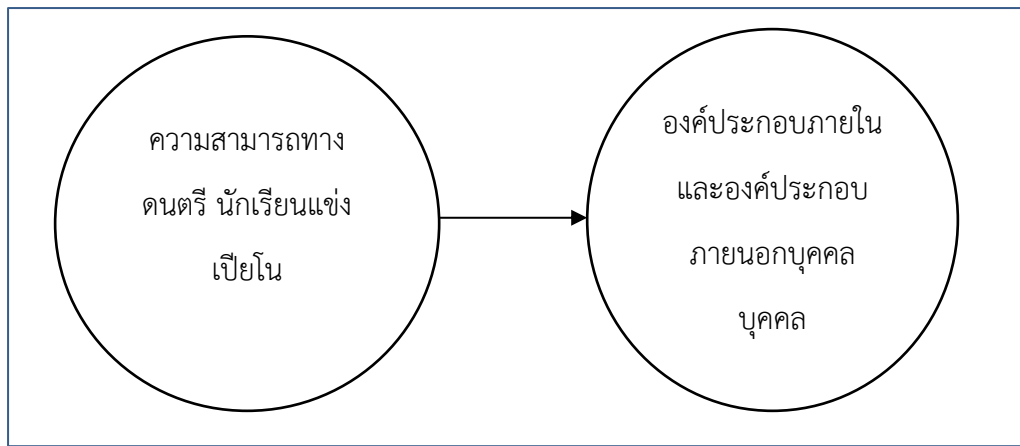 ความสามารถทาง
ดนตรี นักเรียนแข่ง
เปียโน
องค์ประกอบภายใน
และองค์ประกอบ
ภายนอกบุคคล
บุคคล